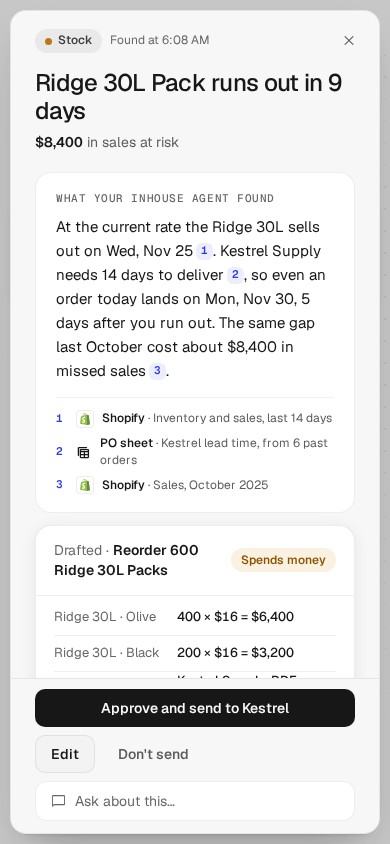 Stock Found at 6:08 AM
Ridge 30L Pack runs out in 9
days
$8,400 in sales at risk
WHAT YOUR INHOUSE AGENT FOUND
At the current rate the Ridge 30L sells
out on Wed, Nov 25 1 . Kestrel Supply
needs 14 days to deliver 2 , so even an
order today lands on Mon, Nov 30, 5
days after you run out. The same gap
last October cost about $8,400 in
missed sales 3 .
1 Shopify · Inventory and sales, last 14 days
2 PO sheet · Kestrel lead time, from 6 past
orders
3 Shopify · Sales, October 2025
Drafted · Reorder 600
Ridge 30L Packs
Spends money
Ridge 30L · Olive 400 × $16 = $6,400
Ridge 30L · Black 200 × $16 = $3,200
Approve and send to Kestrel
Edit Don't send
Ask about this…